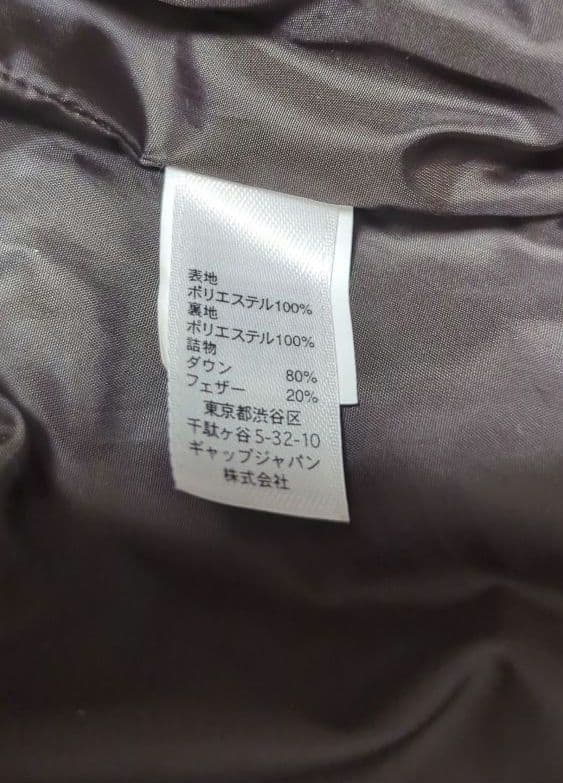 表地
ポリエステル100%
裏地
ポリエステル100%
詰物
ダウン 80%
フェザー 20%
東京都渋谷区
千駄ヶ谷5-32-10
ギャップジャパン
株式会社